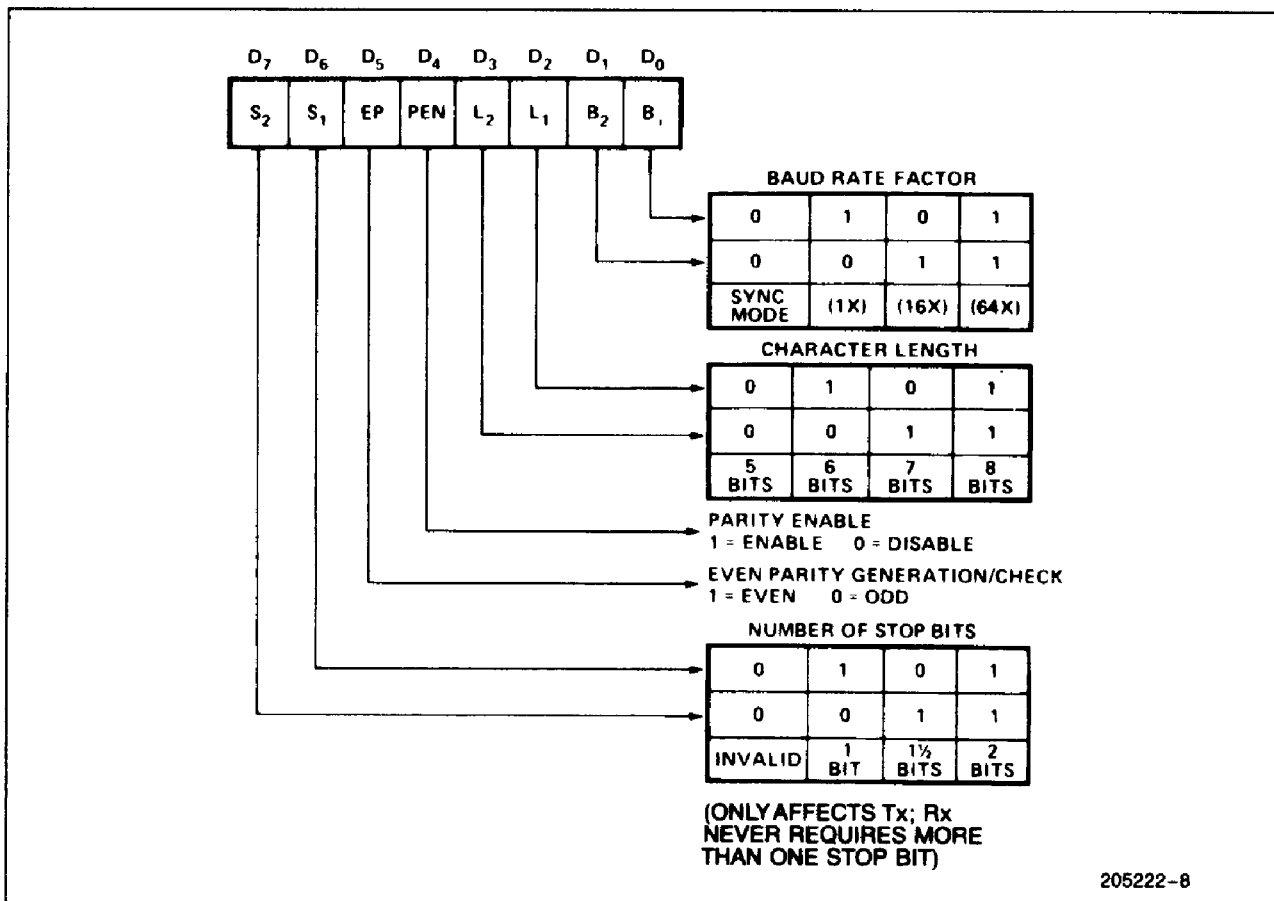 D7 D6 D5 D4 D3 D2 D1 D0
S2 S1 EP PEN L2 L1 B2 B1
BAUD RATE FACTOR
0 1 0 1
0 0 1 1
SYNC MODE (1X) (16X) (64X)
CHARACTER LENGTH
0 1 0 1
0 0 1 1
5 BITS 6 BITS 7 BITS 8 BITS
PARITY ENABLE
1 = ENABLE 0 = DISABLE
EVEN PARITY GENERATION/CHECK
1 = EVEN 0 = ODD
NUMBER OF STOP BITS
0 1 0 1
0 0 1 1
INVALID 1 BIT 1½ BITS 2 BITS
(ONLY AFFECTS Tx; Rx
NEVER REQUIRES MORE
THAN ONE STOP BIT)
205222-8